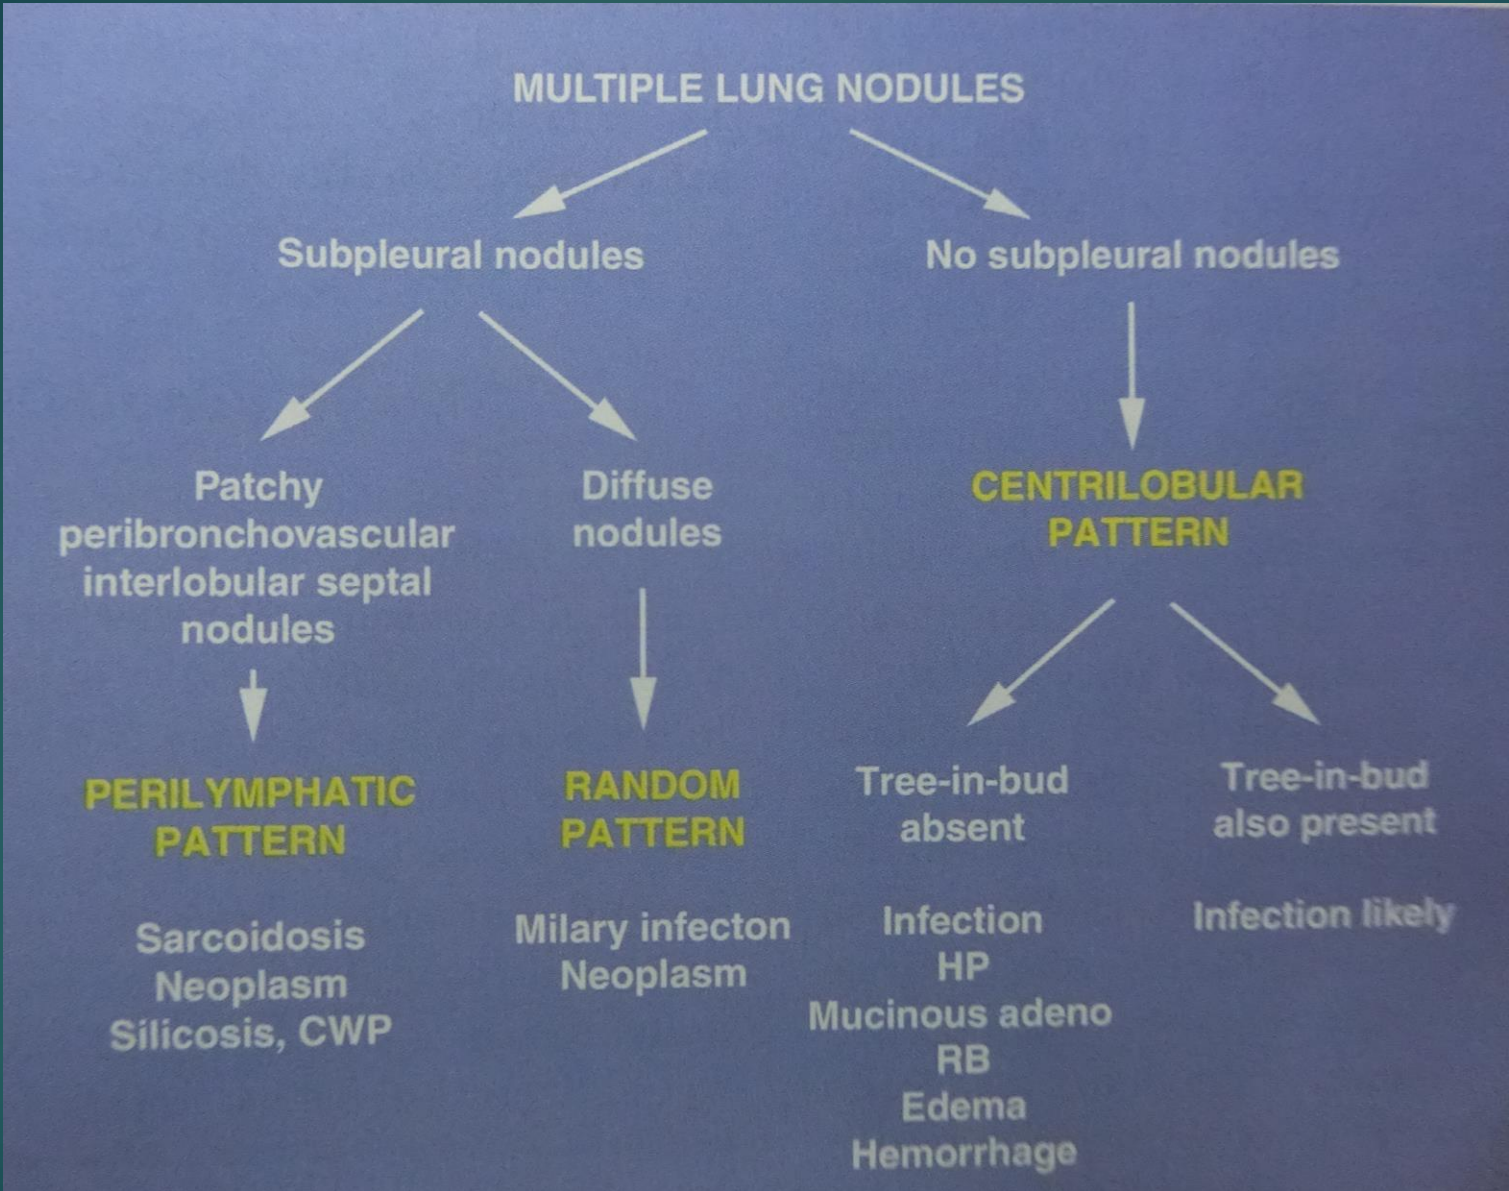 MULTIPLE LUNG NODULES
Subpleural nodules
No subpleural nodules
Patchy
peribronchovascular
interlobular septal
nodules
Diffuse
nodules
CENTRILOBULAR
PATTERN
PERILYMPHATIC
PATTERN
RANDOM
PATTERN
Tree-in-bud
absent
Tree-in-bud
also present
Sarcoidosis
Neoplasm
Silicosis, CWP
Milary infecton
Neoplasm
Infection
HP
Mucinous adeno
RB
Edema
Hemorrhage
Infection likely